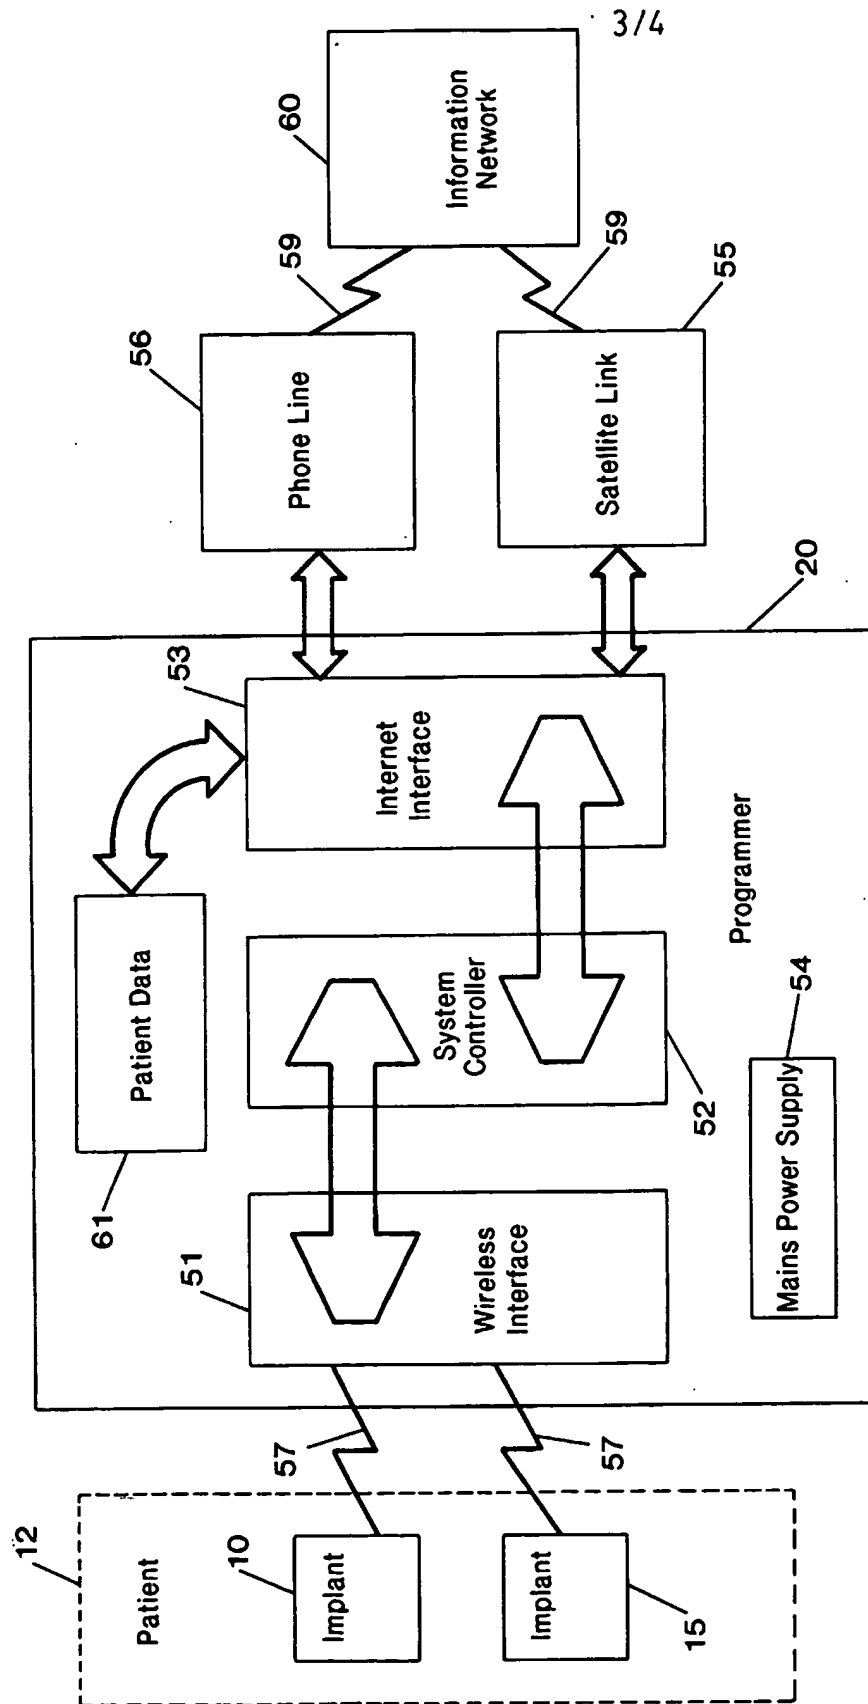 3/4
12
Patient
10
Implant
Implant
15
57
57
51
Wireless
Interface
61
Patient Data
System
Controller
52
53
Internet
Interface
Programmer
54
Mains Power Supply
20
56
Phone Line
Satellite Link
55
59
59
60
Information
Network